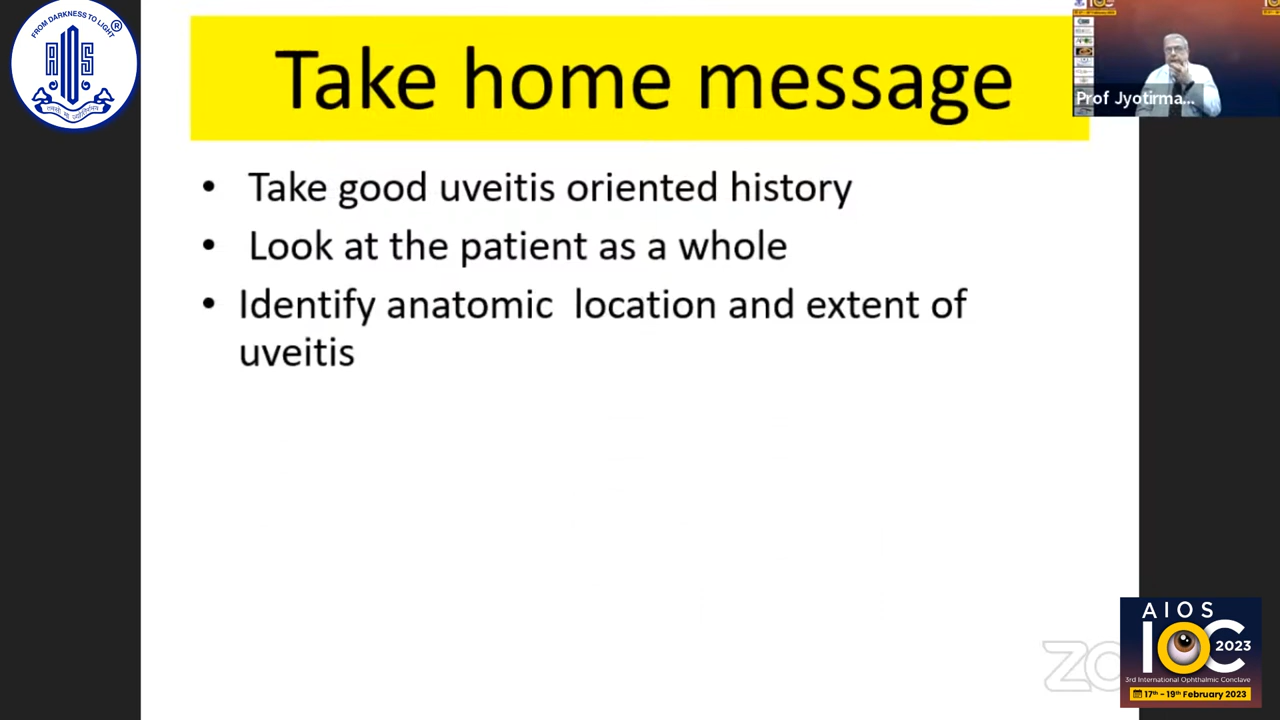 FROM DARKNESS TO LIGHT
®
AIOS
Take home message
Prof Jyotirma...
• Take good uveitis oriented history
• Look at the patient as a whole
• Identify anatomic location and extent of
uveitis
zo
AIOS
IOC 2023
3rd International Ophthalmic Conclave
17th - 19th February 2023